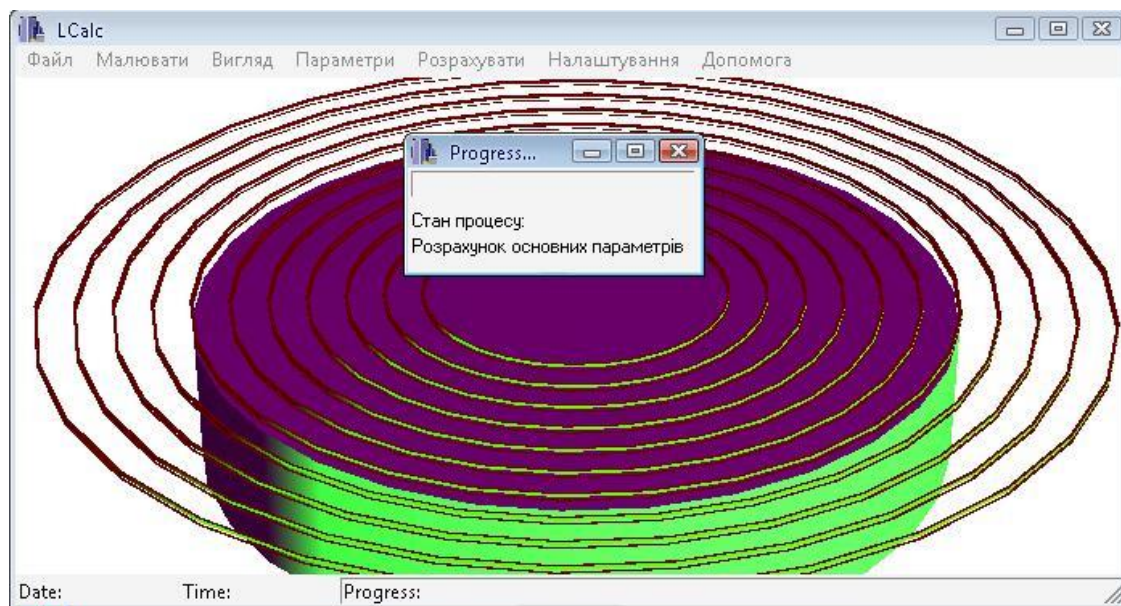 LCalc
Файл Малювати Вигляд Параметри Розрахувати Налаштування Допомога
Progress...
Стан процесу:
Розрахунок основних параметрів
Date: Time: Progress: